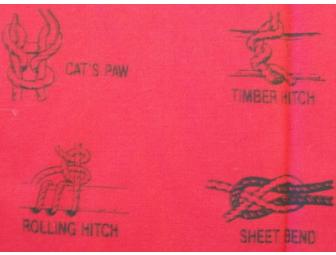 CAT'S PAW
TIMBER HITCH
ROLLING HITCH
SHEET BEND